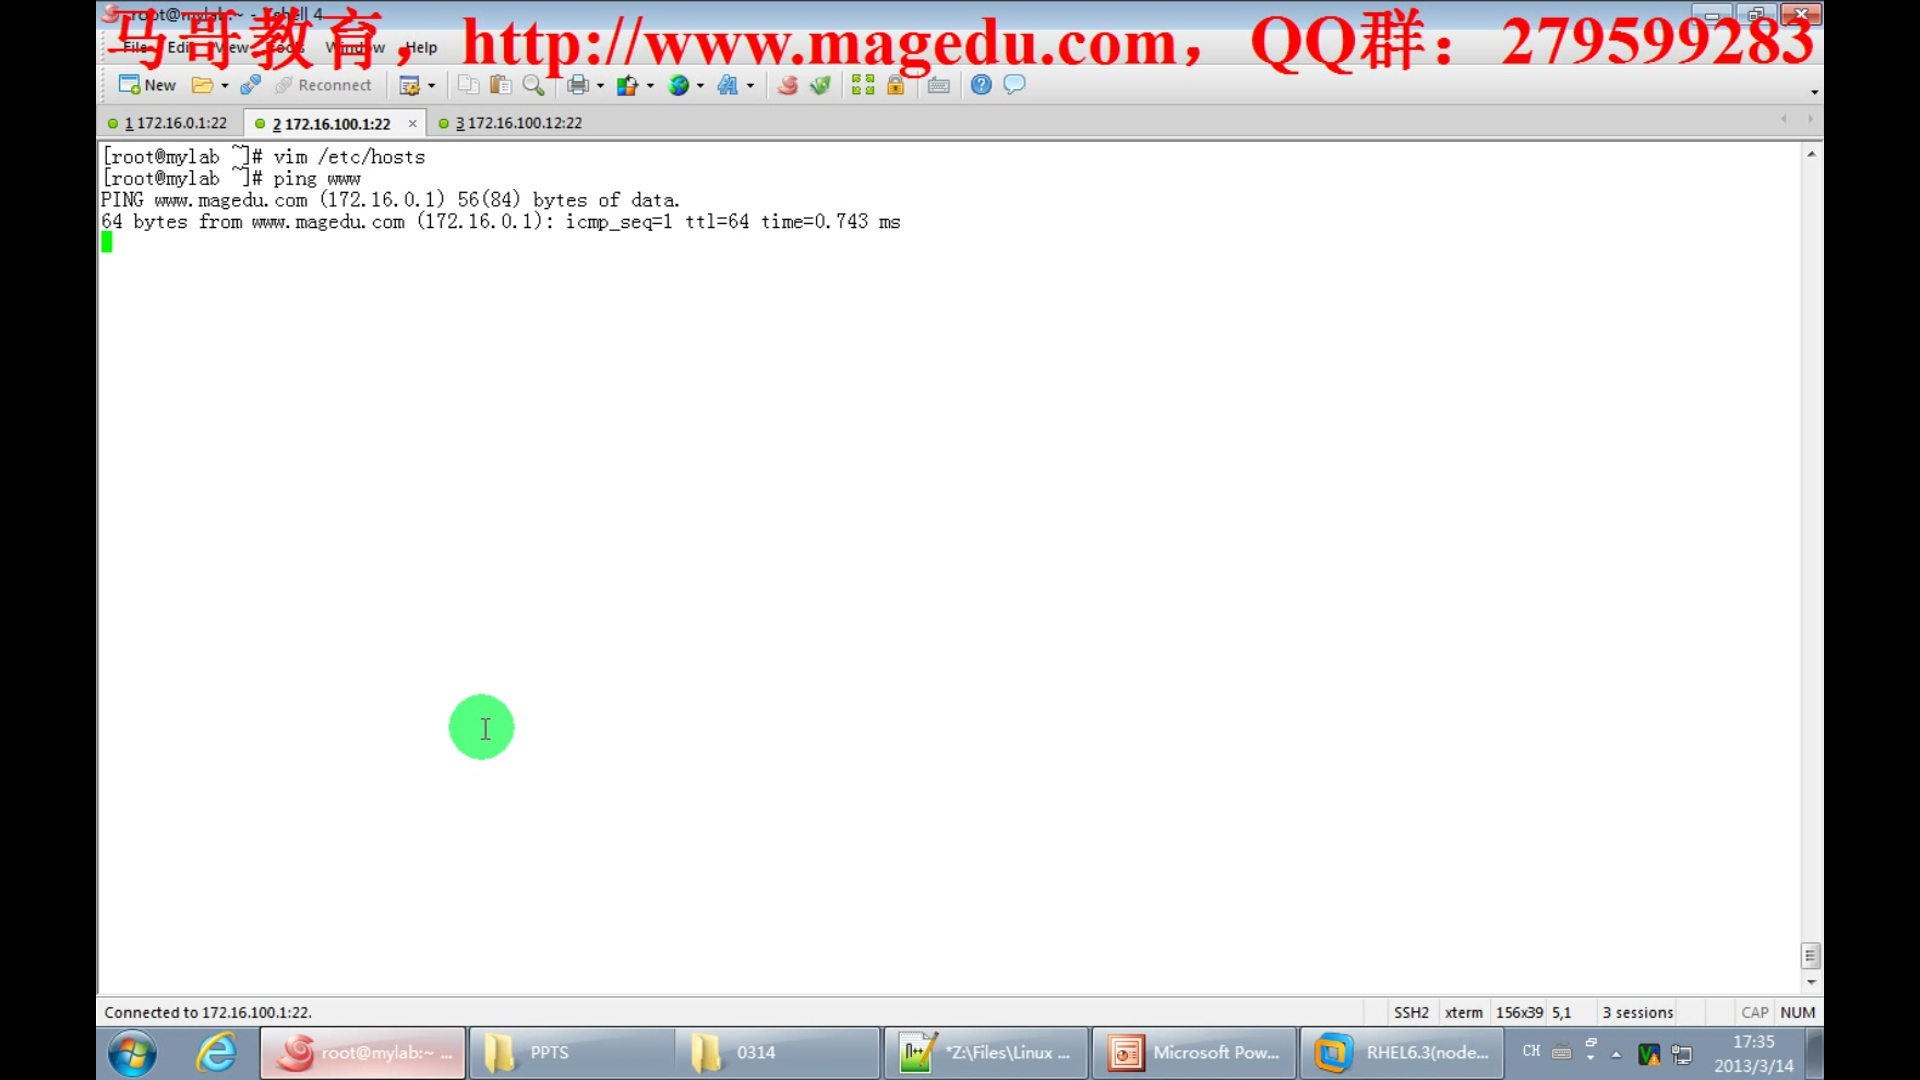 root@mylab:~ - Xshell 4
马哥教育，http://www.magedu.com，QQ群：279599283
File Edit View Tools Window Help
New Reconnect
1 172.16.0.1:22 2 172.16.100.1:22 × 3 172.16.100.12:22
[root@mylab ~]# vim /etc/hosts
[root@mylab ~]# ping www
PING www.magedu.com (172.16.0.1) 56(84) bytes of data.
64 bytes from www.magedu.com (172.16.0.1): icmp_seq=1 ttl=64 time=0.743 ms
Connected to 172.16.100.1:22. SSH2 xterm 156x39 5,1 3 sessions CAP NUM
root@mylab:~ ... PPTS 0314 *Z:\Files\Linux ... Microsoft Pow... RHEL6.3(node... CH 17:35
2013/3/14